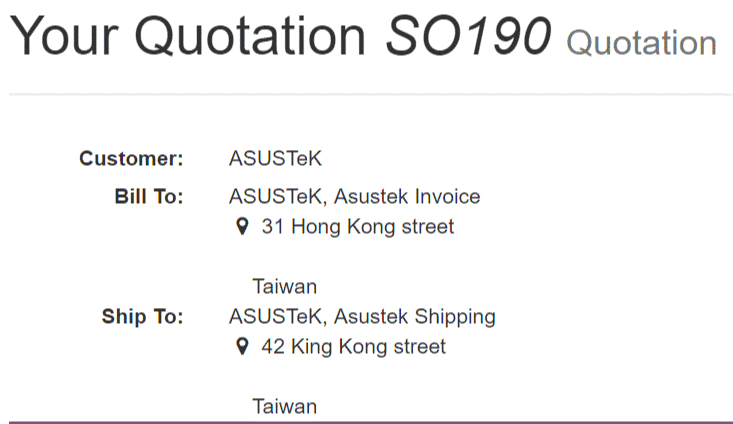 Your Quotation SO190 Quotation
Customer: ASUSTeK
Bill To: ASUSTeK, Asustek Invoice
31 Hong Kong street
Taiwan
Ship To: ASUSTeK, Asustek Shipping
42 King Kong street
Taiwan